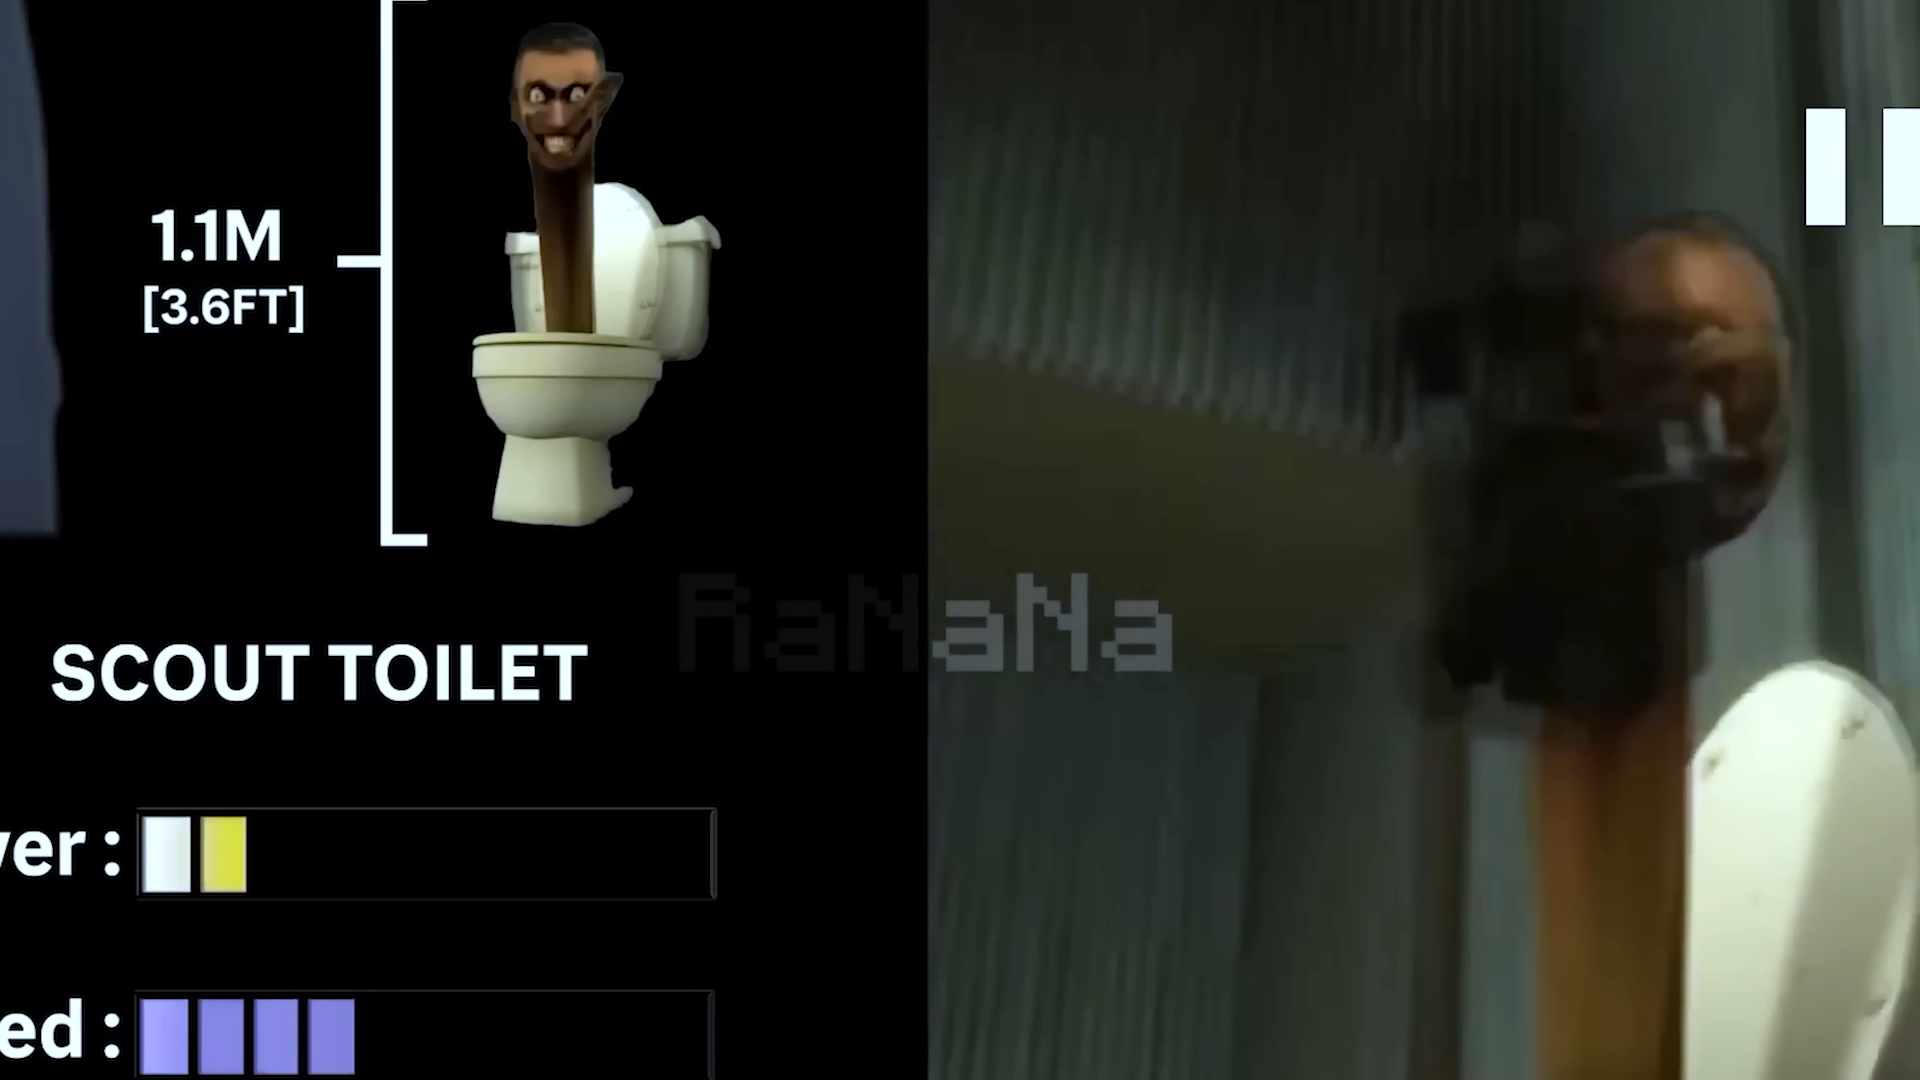 1.1M
[3.6FT]
RaNaNa
SCOUT TOILET
ver :
ed :